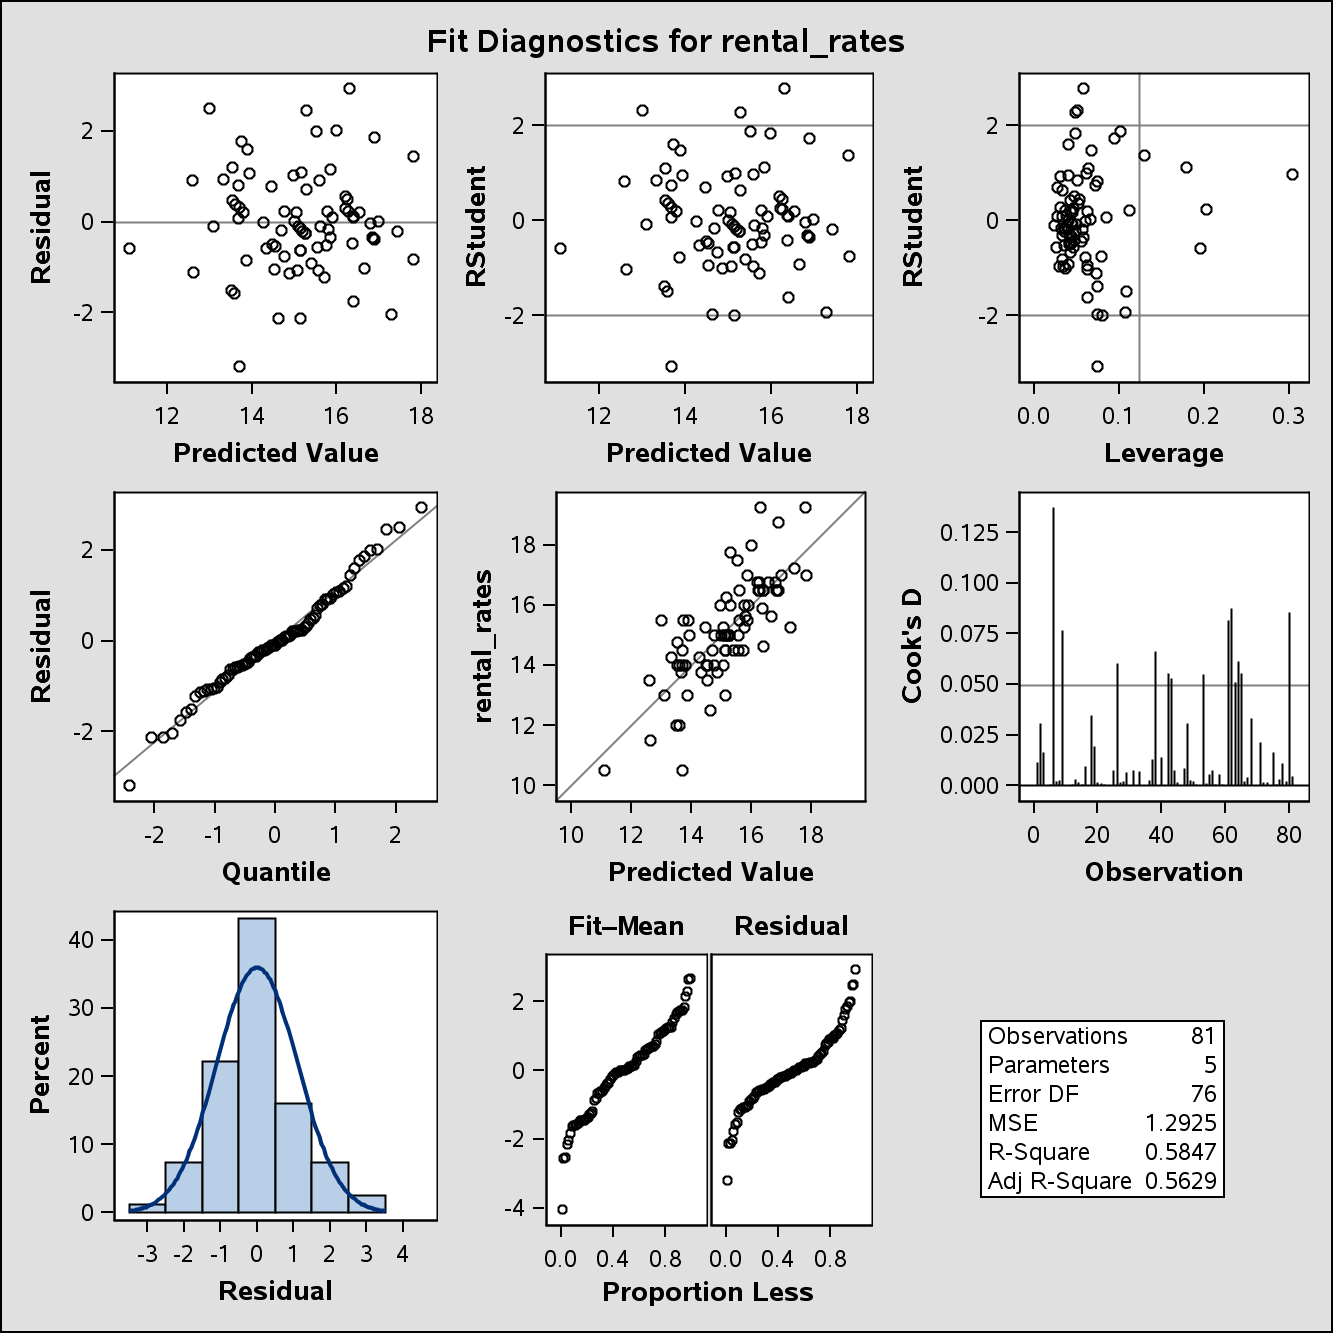 Fit Diagnostics for rental_rates
Residual
2
0
-2
12 14 16 18
Predicted Value
RStudent
2
0
-2
12 14 16 18
Predicted Value
RStudent
2
0
-2
0.0 0.1 0.2 0.3
Leverage
Residual
2
0
-2
-2 -1 0 1 2
Quantile
rental_rates
18
16
14
12
10
10 12 14 16 18
Predicted Value
Cook's D
0.125
0.100
0.075
0.050
0.025
0.000
0 20 40 60 80
Observation
Percent
40
30
20
10
0
-3 -2 -1 0 1 2 3 4
Residual
Fit–Mean Residual
2
0
-2
-4
0.0 0.4 0.8 0.0 0.4 0.8
Proportion Less
Observations 81
Parameters 5
Error DF 76
MSE 1.2925
R-Square 0.5847
Adj R-Square 0.5629